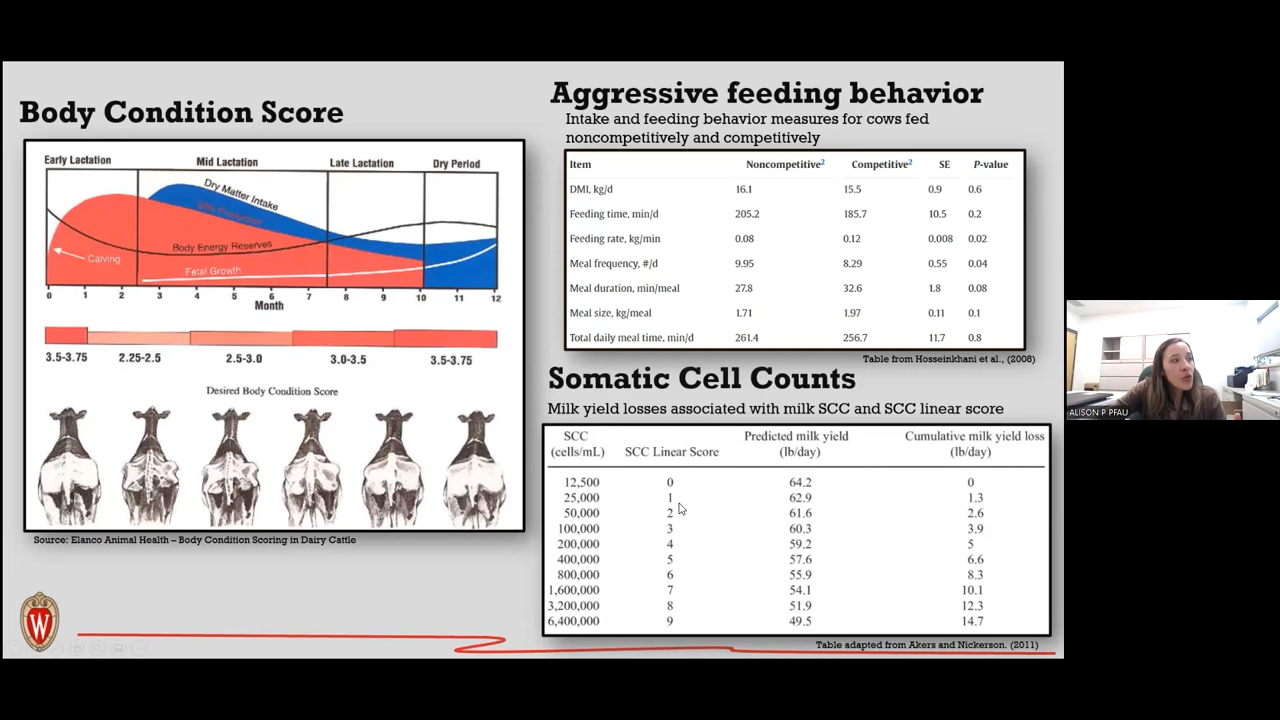 Body Condition Score
Early Lactation Mid Lactation Late Lactation Dry Period
Dry Matter Intake
Milk Production
Body Energy Reserves
Calving
Fetal Growth
0 1 2 3 4 5 6 7 8 9 10 11 12
Month
3.5-3.75 2.25-2.5 2.5-3.0 3.0-3.5 3.5-3.75
Desired Body Condition Score
Source: Elanco Animal Health – Body Condition Scoring in Dairy Cattle
W
Aggressive feeding behavior
Intake and feeding behavior measures for cows fed
noncompetitively and competitively
Item Noncompetitive² Competitive² SE P-value
DMI, kg/d 16.1 15.5 0.9 0.6
Feeding time, min/d 205.2 185.7 10.5 0.2
Feeding rate, kg/min 0.08 0.12 0.008 0.02
Meal frequency, #/d 9.95 8.29 0.55 0.04
Meal duration, min/meal 27.8 32.6 1.8 0.08
Meal size, kg/meal 1.71 1.97 0.11 0.1
Total daily meal time, min/d 261.4 256.7 11.7 0.8
Table from Hosseinkhani et al., (2008)
Somatic Cell Counts
Milk yield losses associated with milk SCC and SCC linear score
SCC Predicted milk yield Cumulative milk yield loss
(cells/mL) SCC Linear Score (lb/day) (lb/day)
12,500 0 64.2 0
25,000 1 62.9 1.3
50,000 2 61.6 2.6
100,000 3 60.3 3.9
200,000 4 59.2 5
400,000 5 57.6 6.6
800,000 6 55.9 8.3
1,600,000 7 54.1 10.1
3,200,000 8 51.9 12.3
6,400,000 9 49.5 14.7
Table adapted from Akers and Nickerson. (2011)
ALISON P PFAU